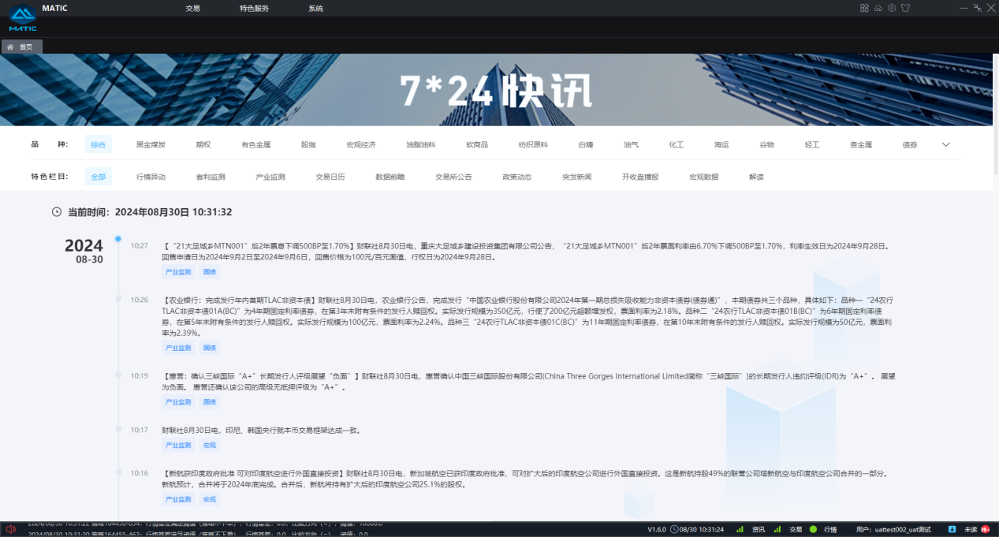 MATIC 交易 特色服务 系统
MATIC
首页
7*24快讯
品 种： 综合 黑金煤炭 期权 有色金属 股指 宏观经济 油脂油料 软商品 纺织原料 白糖 油气 化工 海运 谷物 轻工 贵金属 债券
特色栏目： 全部 行情异动 套利监测 产业监测 交易日历 数据前瞻 交易所公告 政策动态 突发新闻 开收盘播报 宏观数据 解读
当前时间： 2024年08月30日 10:31:32
2024
08-30
10:27 【“21大足城乡MTN001”后2年票息下调500BP至1.70%】财联社8月30日电，重庆大足城乡建设投资集团有限公司公告，“21大足城乡MTN001”后2年票面利率由6.70%下调500BP至1.70%，利率生效日为2024年9月28日。
回售申请日为2024年9月2日至2024年9月6日，回售价格为100元/百元面值，行权日为2024年9月28日。
产业监测 国债
10:26 【农业银行：完成发行年内首期TLAC非资本债】财联社8月30日电，农业银行公告，完成发行“中国农业银行股份有限公司2024年第一期总损失吸收能力非资本债券(债券通)”，本期债券共三个品种，具体如下：品种一“24农行
TLAC非资本债01A(BC)”为4年期固定利率债券，在第3年末附有条件的发行人赎回权。实际发行规模为350亿元，行使了200亿元超额增发权，票面利率为2.18%。品种二“24农行TLAC非资本债01B(BC)”为6年期固定利率债
券，在第5年末附有条件的发行人赎回权。实际发行规模为100亿元，票面利率为2.24%。品种三“24农行TLAC非资本债01C(BC)”为11年期固定利率债券，在第10年末附有条件的发行人赎回权。实际发行规模为50亿元，票面利
率为2.39%。
产业监测 国债
10:19 【惠誉：确认三峡国际“A+”长期发行人评级展望“负面”】财联社8月30日电，惠誉确认中国三峡国际股份有限公司(China Three Gorges International Limited简称“三峡国际”)的长期发行人违约评级(IDR)为“A+”。 展望
为负面。 惠誉还确认该公司的高级无抵押评级为“A+”。
产业监测 国债
10:17 财联社8月30日电，印尼、韩国央行就本币交易框架达成一致。
产业监测 宏观
10:16 【新航获印度政府批准 可对印度航空进行外国直接投资】财联社8月30日电，新加坡航空已获印度政府批准，可对扩大后的印度航空公司进行外国直接投资。这是新航持股49%的联营公司塔新航空与印度航空公司合并的一部分。
新航预计，合并将于2024年底完成。合并后，新航将持有扩大后的印度航空公司25.1%的股权。
产业监测 宏观
V1.6.0 08/30 10:31:24 资讯 交易 行情 用户：uattest002_uat测试 未读